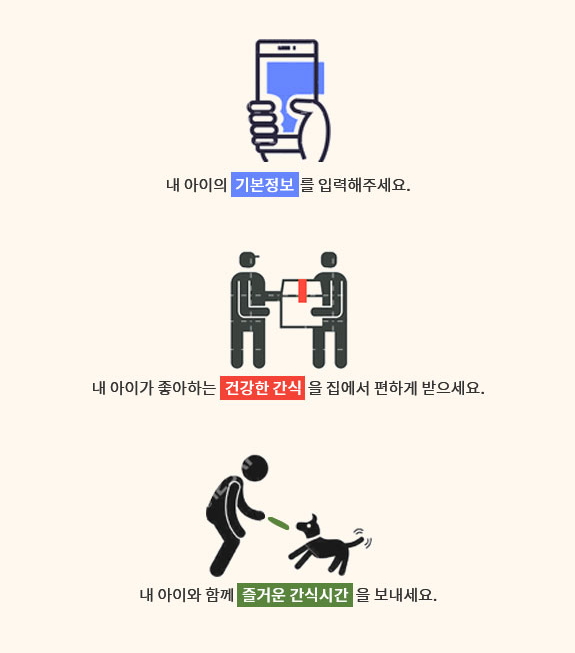 내 아이의 기본정보를 입력해주세요.
내 아이가 좋아하는 건강한 간식을 집에서 편하게 받으세요.
내 아이와 함께 즐거운 간식시간을 보내세요.